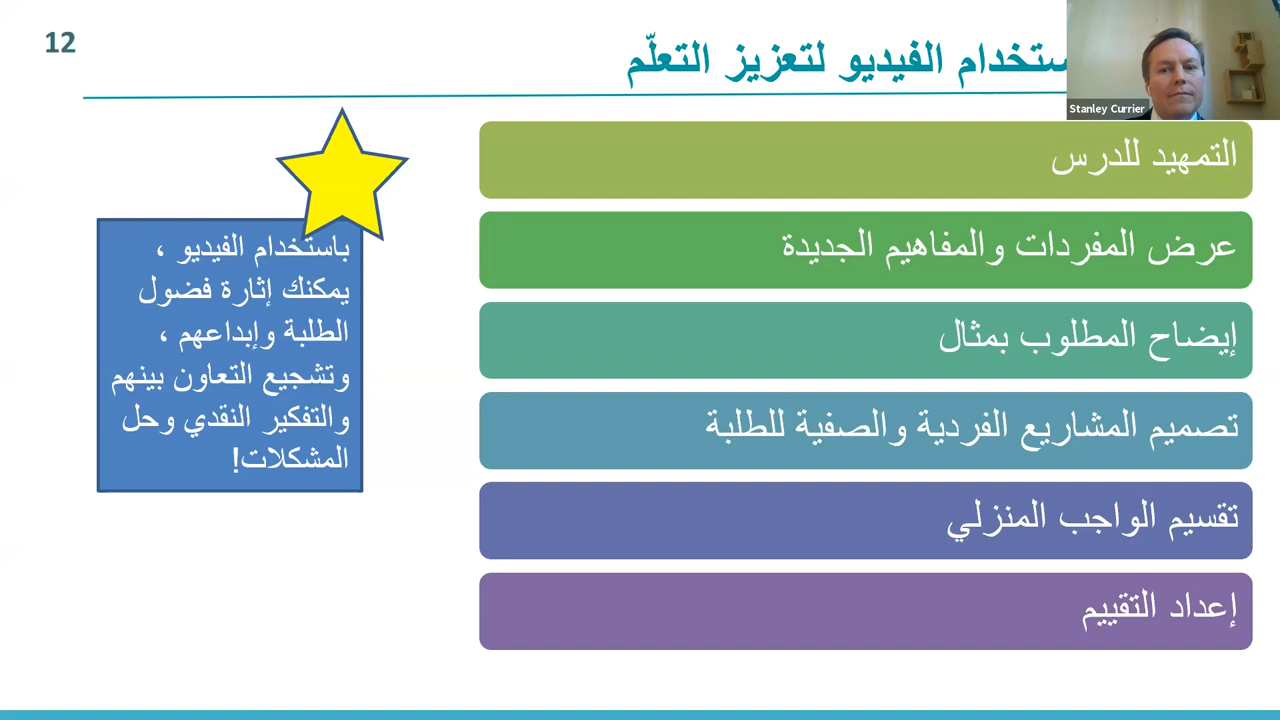 12
ستخدام الفيديو لتعزيز التعلّم
Stanley Currier
التمهيد للدرس
عرض المفردات والمفاهيم الجديدة
إيضاح المطلوب بمثال
تصميم المشاريع الفردية والصفية للطلبة
تقسيم الواجب المنزلي
إعداد التقييم
باستخدام الفيديو ،
يمكنك إثارة فضول
الطلبة وإبداعهم ،
وتشجيع التعاون بينهم
والتفكير النقدي وحل
المشكلات!